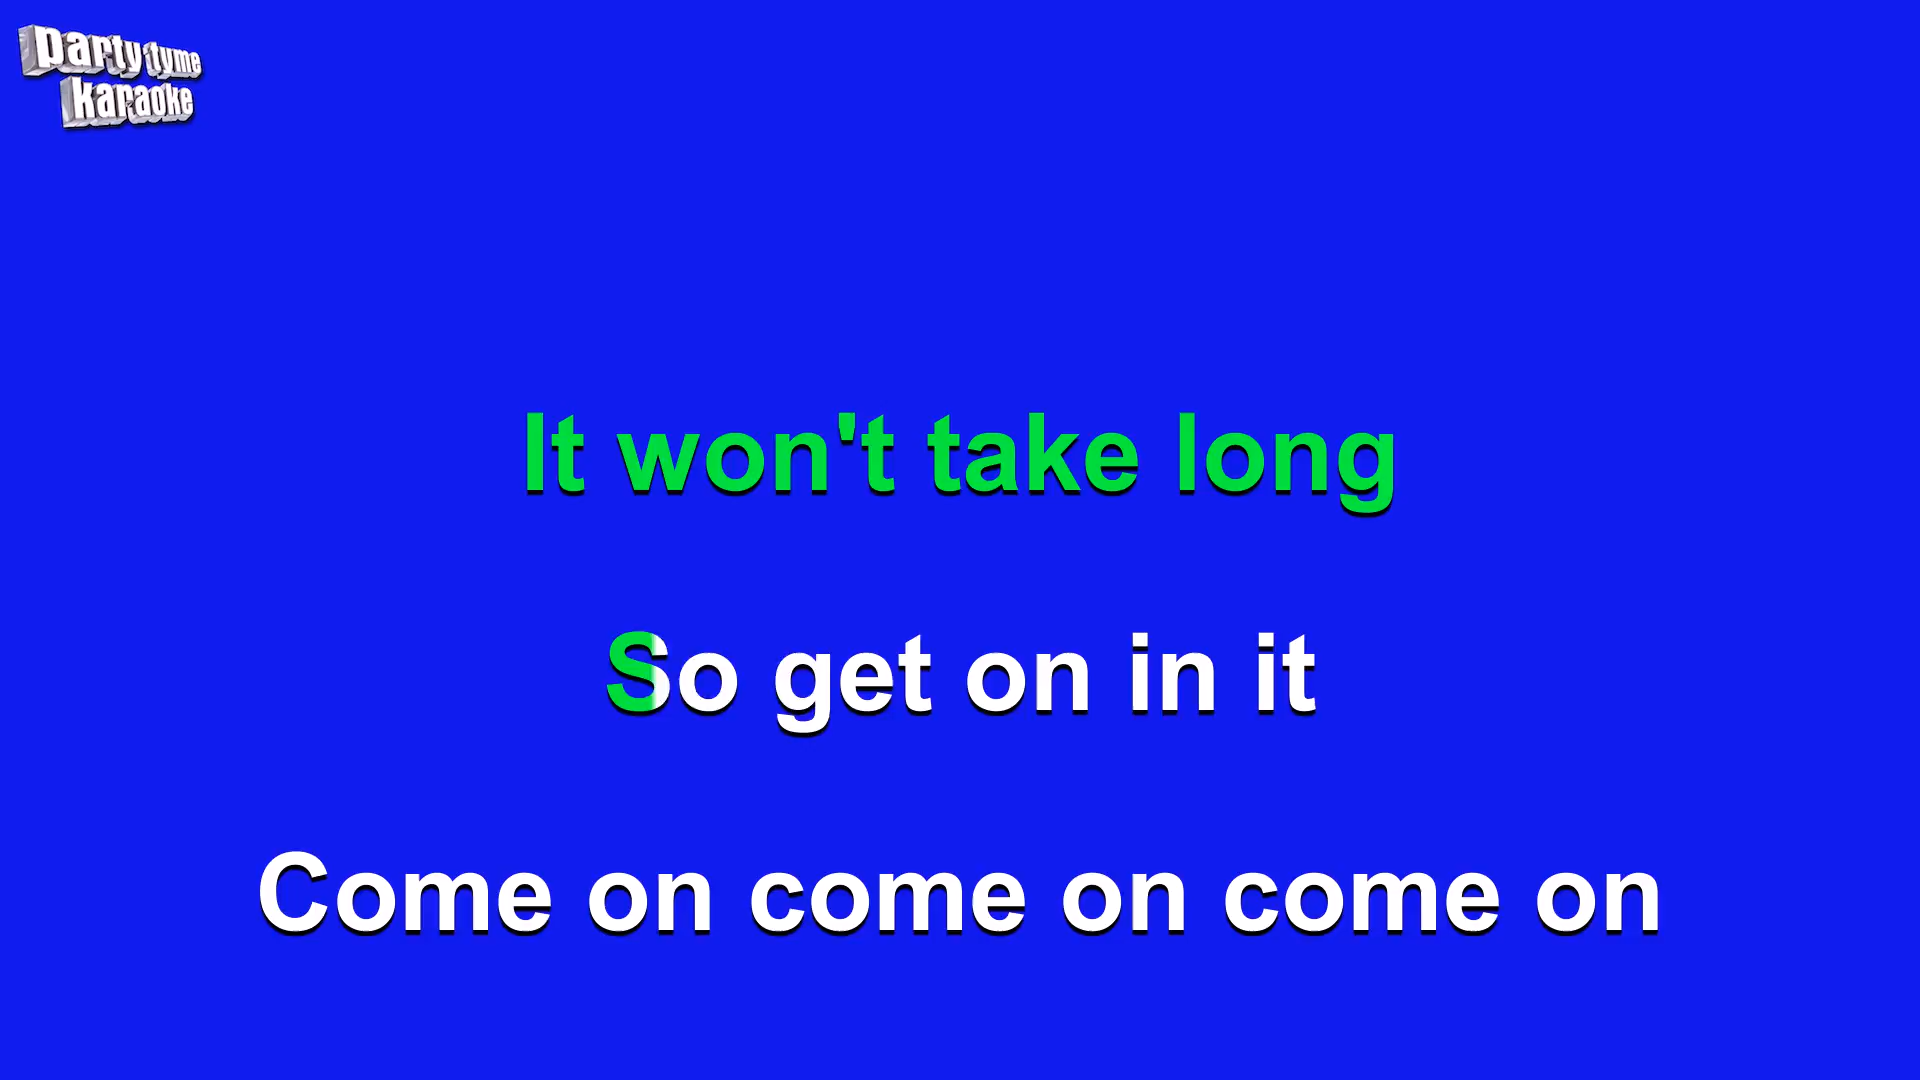 party tyme
karaoke
It won't take long
So get on in it
Come on come on come on